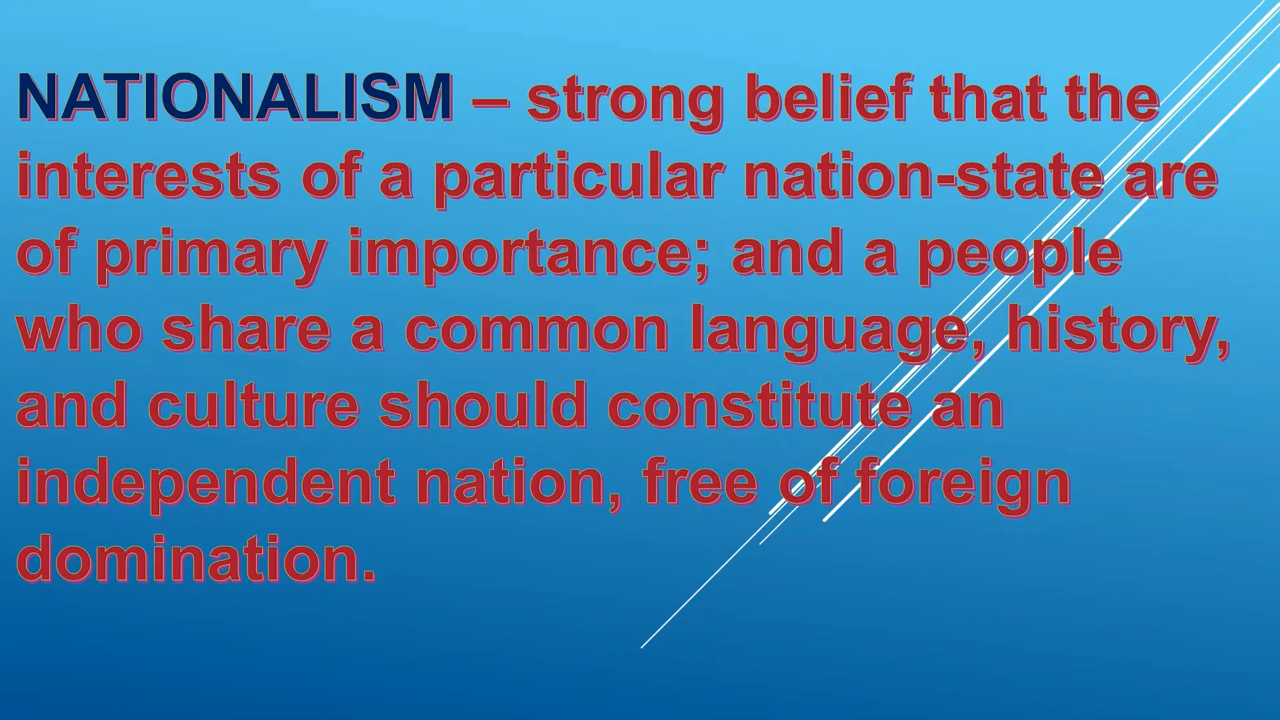 NATIONALISM – strong belief that the
interests of a particular nation-state are
of primary importance; and a people
who share a common language, history,
and culture should constitute an
independent nation, free of foreign
domination.